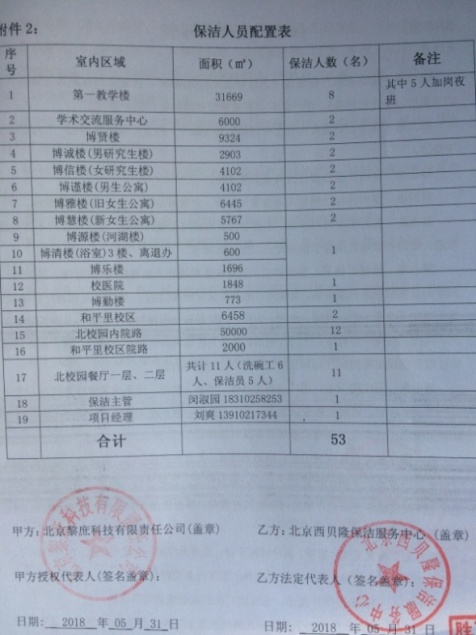 附件2：
保洁人员配置表
序号 室内区域 面积（㎡） 保洁人数（名） 备注
1 第一教学楼 31669 8 其中5人加岗夜班
2 学术交流服务中心 6000 2
3 博贤楼 9324 2
4 博诚楼(男研究生楼) 2903 2
5 博信楼(女研究生楼) 4102 2
6 博谨楼(男生公寓) 4102 2
7 博雅楼(旧女生公寓) 6445 2
8 博慧楼(新女生公寓) 5767 2
9 博源楼(河湖楼) 500
10 博清楼(浴室)3楼、离退办 600 1
11 博乐楼 1696
12 校医院 1848 1
13 博勤楼 773 1
14 和平里校区 6458 2
15 北校园内院路 50000 12
16 和平里校区院路 2000 1
17 北校园餐厅一层、二层 共计11人（洗碗工6人、保洁员5人） 11
18 保洁主管 闵淑园 18310258253 1
19 项目经理 刘爽 13910217344 1
合计 53
甲方：北京黎庶科技有限责任公司(盖章) 乙方：北京西贝隆保洁服务中心（盖章）
甲方授权代表人(签名盖章)： 乙方法定代表人（签名盖章）：
日期：2018 年 05 月 31 日 日期：2018 年 05 月 31 日